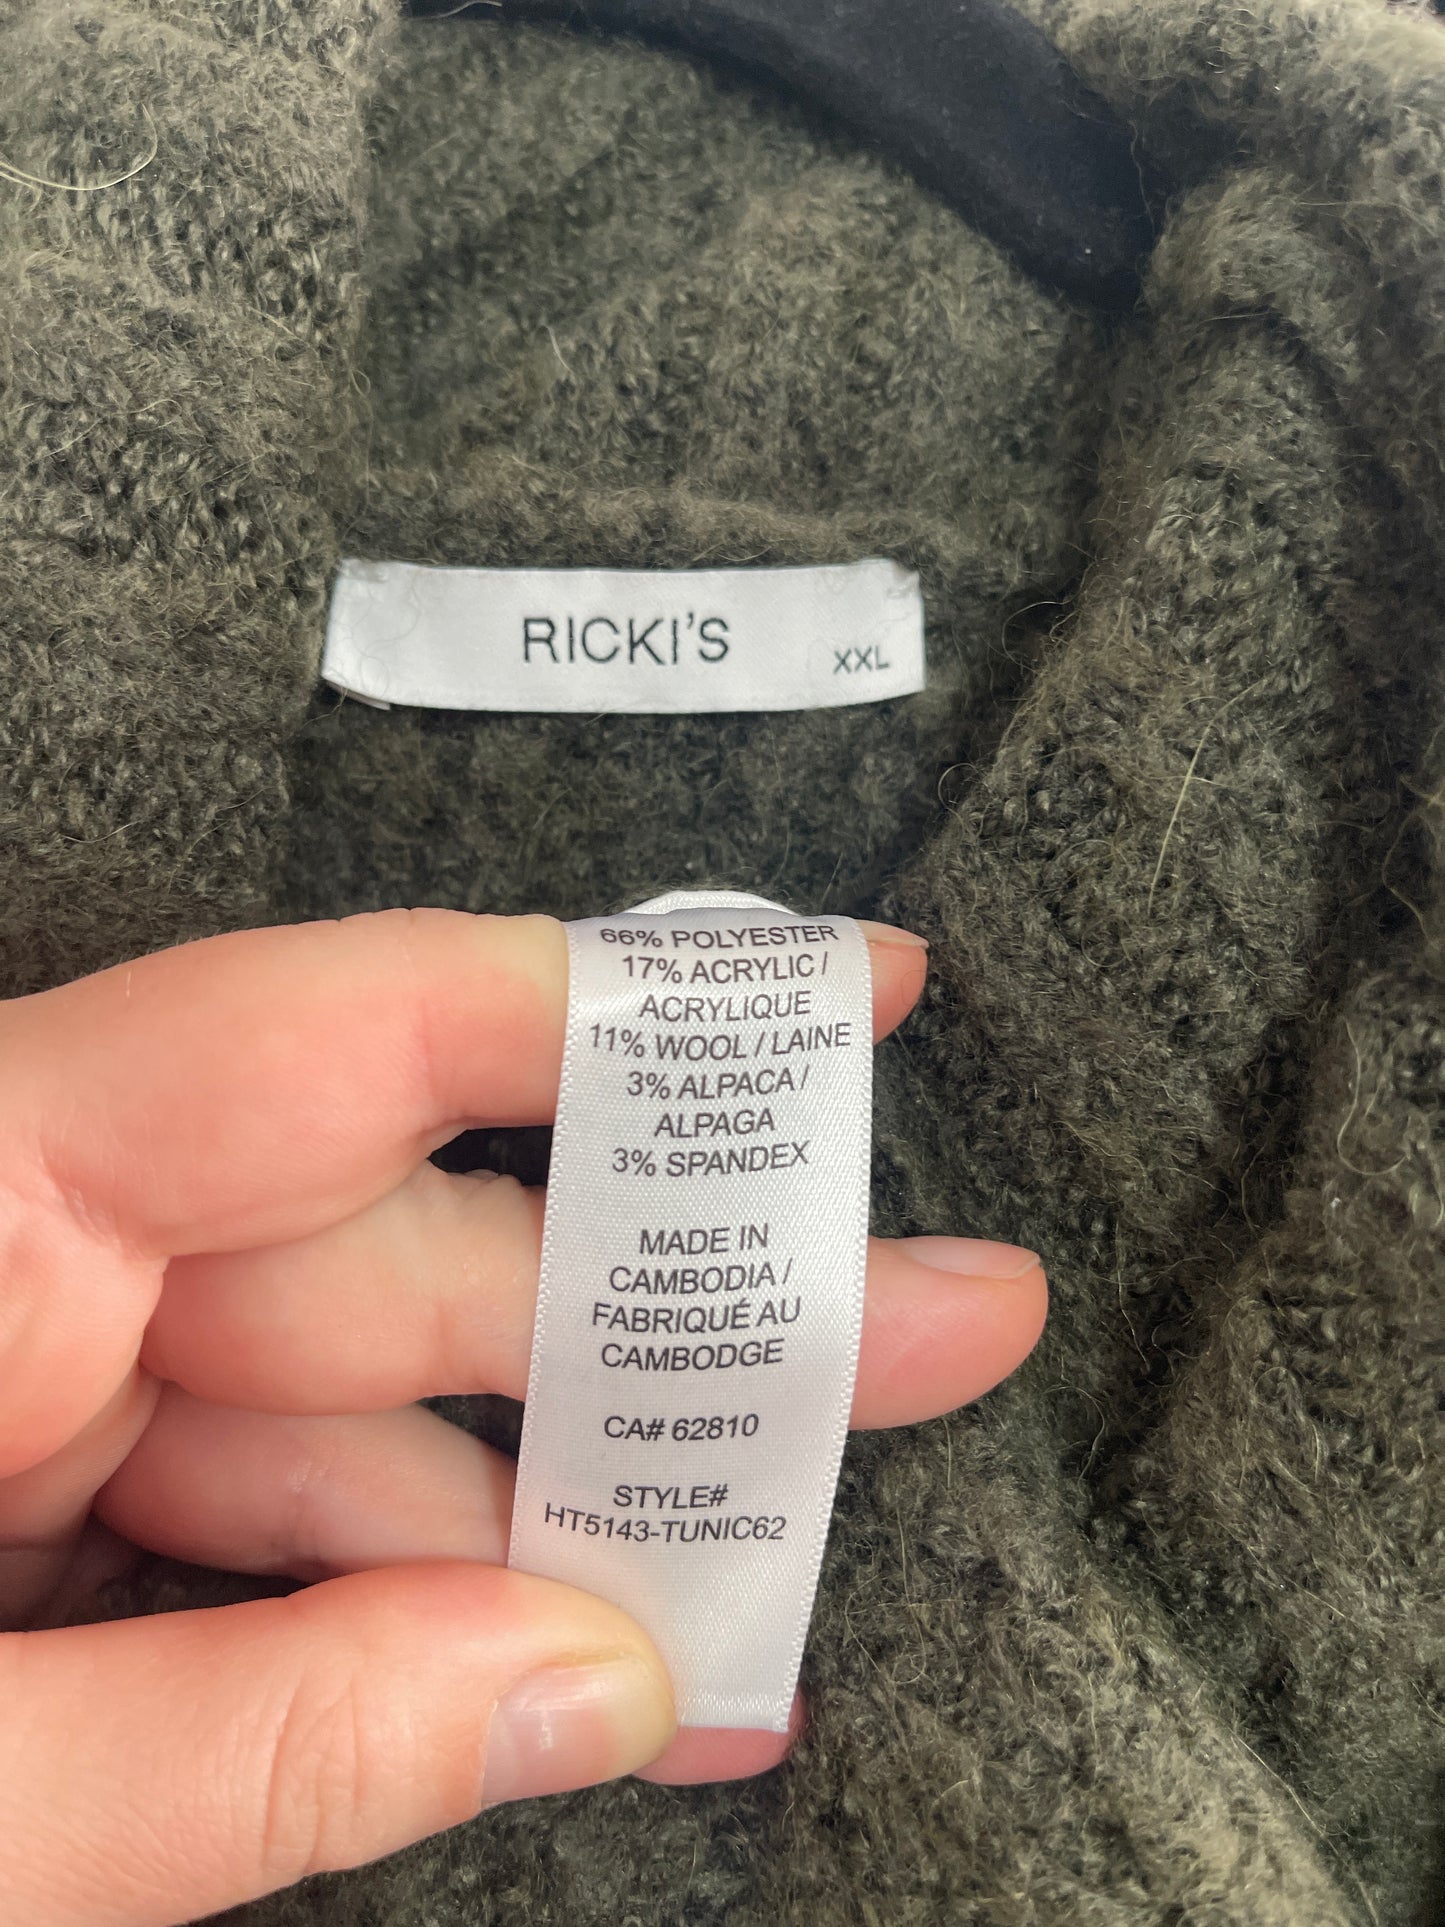 RICKI'S
XXL
66% POLYESTER
17% ACRYLIC /
ACRYLIQUE
11% WOOL / LAINE
3% ALPACA /
ALPAGA
3% SPANDEX
MADE IN
CAMBODIA /
FABRIQUÉ AU
CAMBODGE
CA# 62810
STYLE#
HT5143-TUNIC62